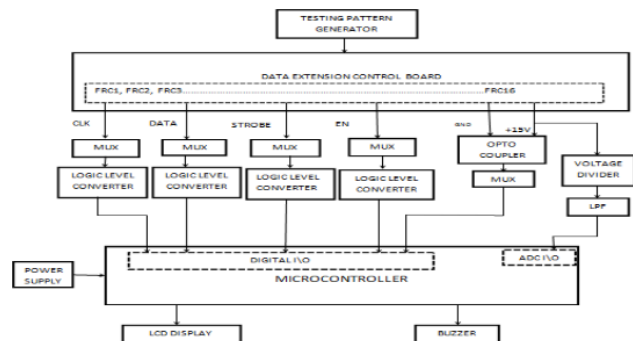 TESTING PATTERN
GENERATOR
DATA EXTENSION CONTROL BOARD
FRC1, FRC2, FRC3.......................................................................................FRC16
CLK
DATA
STROBE
EN
GND
+15V
MUX
MUX
MUX
MUX
OPTO
COUPLER
VOLTAGE
DIVIDER
LOGIC LEVEL
CONVERTER
LOGIC LEVEL
CONVERTER
LOGIC LEVEL
CONVERTER
LOGIC LEVEL
CONVERTER
MUX
LPF
DIGITAL I\O
ADC I\O
POWER
SUPPLY
MICROCONTROLLER
LCD DISPLAY
BUZZER